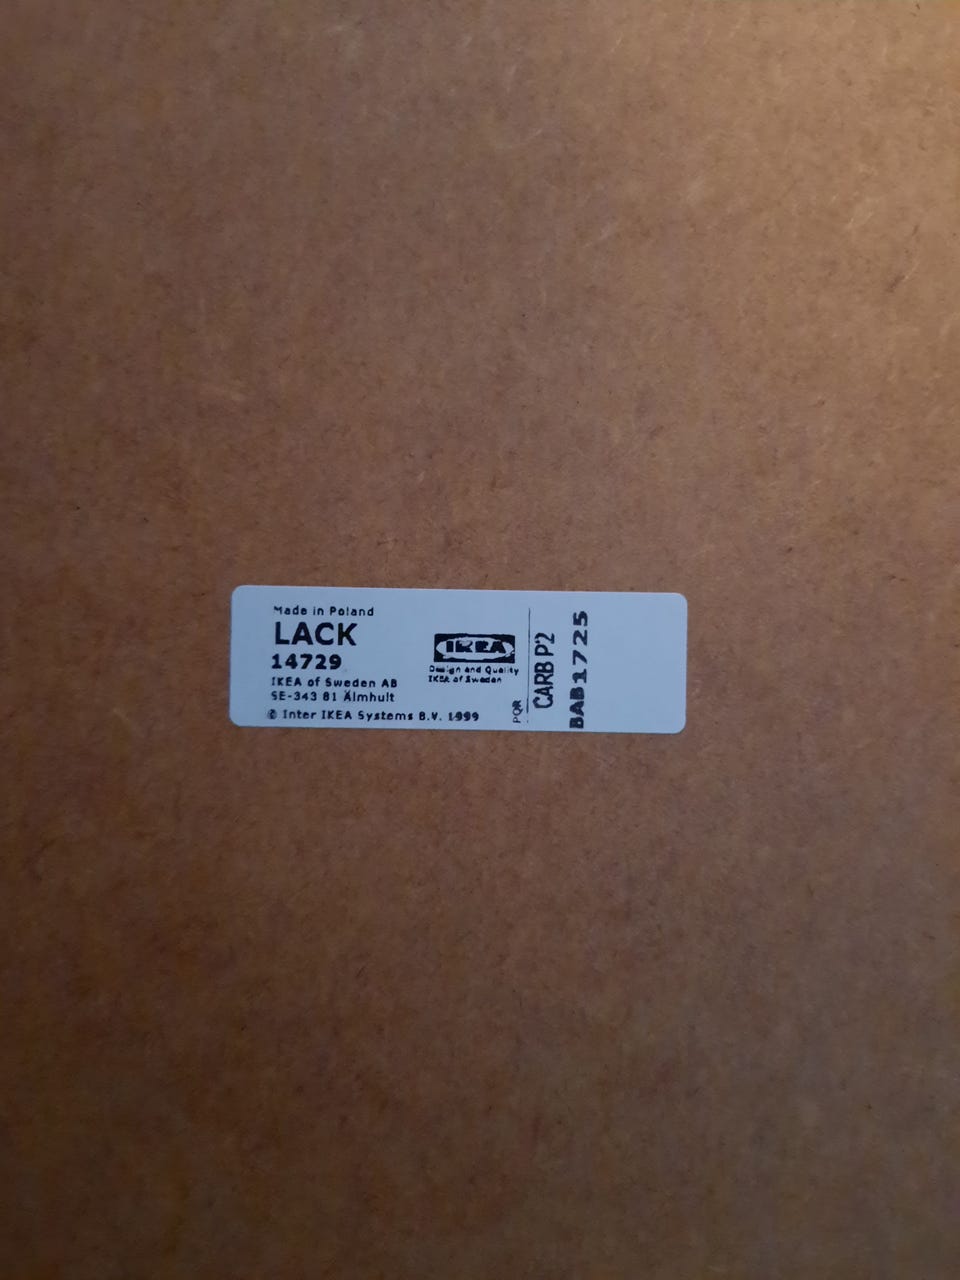 Made in Poland
LACK
14729
IKEA of Sweden AB
SE-343 81 Älmhult
© Inter IKEA Systems B.V. 1999
IKEA
Design and Quality
IKEA of Sweden
PQR
CARB P2
BAB1725